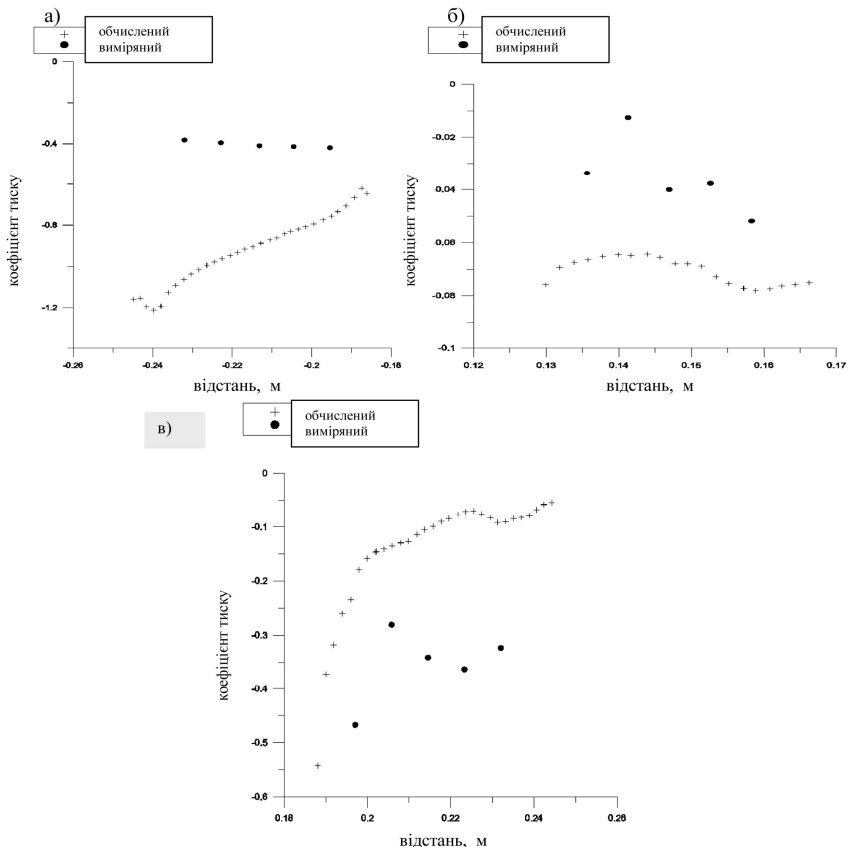 а)
обчислений
виміряний
0
-0.4
-0.8
-1.2
коефіцієнт тиску
-0.26
-0.24
-0.22
-0.2
-0.18
відстань, м
б)
обчислений
виміряний
0
-0.02
-0.04
-0.06
-0.08
-0.1
коефіцієнт тиску
0.12
0.13
0.14
0.15
0.16
0.17
відстань, м
в)
обчислений
виміряний
0
-0.1
-0.2
-0.3
-0.4
-0.5
-0.6
коефіцієнт тиску
0.18
0.2
0.22
0.24
0.26
відстань, м